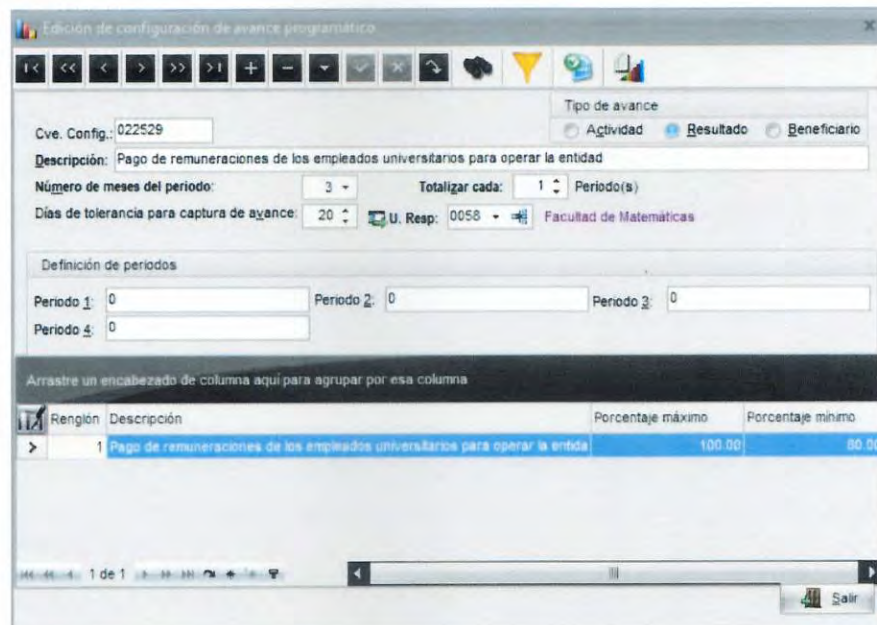 Edición de configuración de avance programático
Tipo de avance
Cve. Config.: 022529
Actividad Resultado Beneficiario
Descripción: Pago de remuneraciones de los empleados universitarios para operar la entidad
Número de meses del periodo: 3 Totalizar cada: 1 Periodo(s)
Días de tolerancia para captura de avance: 20 U. Resp: 0058 Facultad de Matemáticas
Definición de periodos
Periodo 1: 0 Periodo 2: 0 Periodo 3: 0
Periodo 4: 0
Arrastre un encabezado de columna aquí para agrupar por esa columna
Renglón Descripción Porcentaje máximo Porcentaje mínimo
1 Pago de remuneraciones de los empleados universitarios para operar la entida 100.00 80.00
1 de 1
Salir